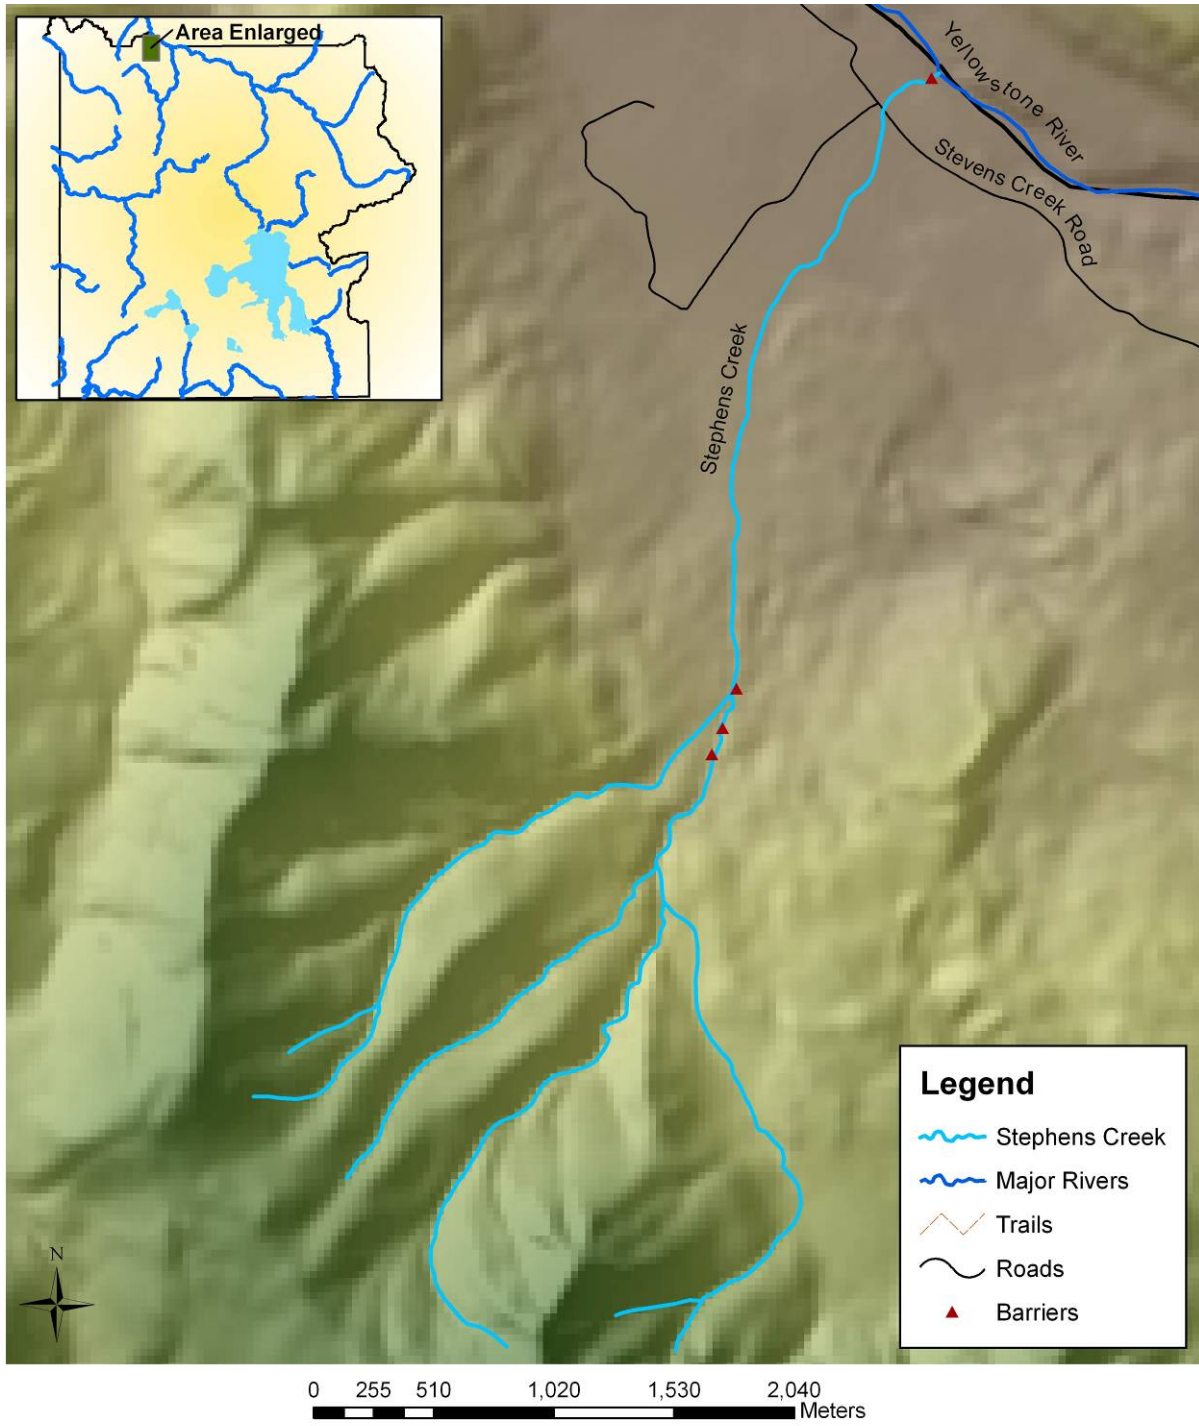 Area Enlarged
Yellowstone River
Stevens Creek Road
Stephens Creek
Legend
Stephens Creek
Major Rivers
Trails
Roads
Barriers
N
0 255 510 1,020 1,530 2,040
Meters